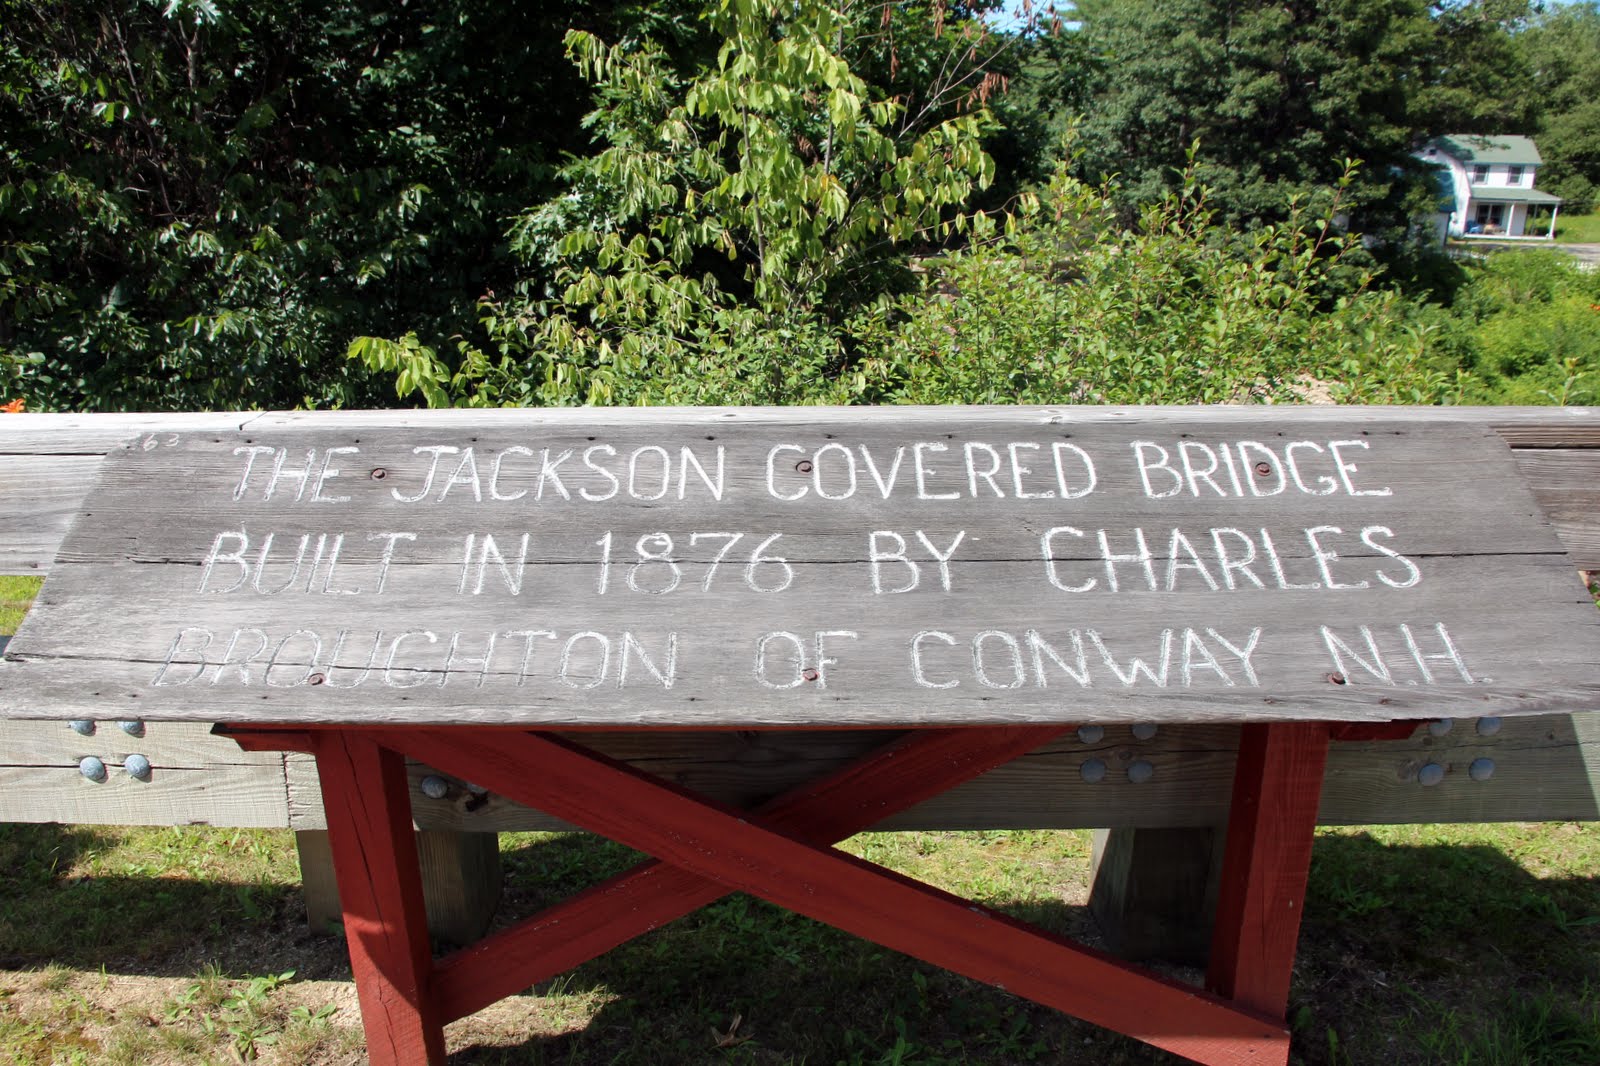 THE JACKSON COVERED BRIDGE
BUILT IN 1876 BY CHARLES
BROUGHTON OF CONWAY N.H.